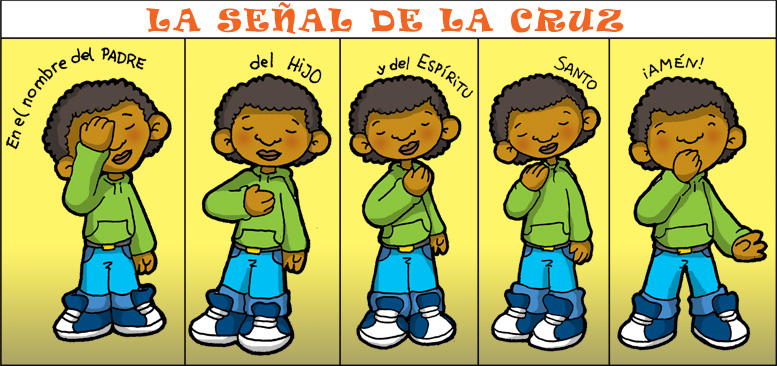 LA SEÑAL DE LA CRUZ
En el nombre del PADRE
del HIJO
y del ESPÍRITU
SANTO
¡AMÉN!